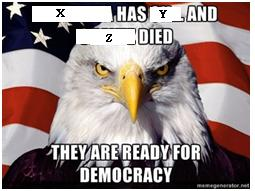 X HAS Y AND
Z DIED
THEY ARE READY FOR
DEMOCRACY
memegenerator.net